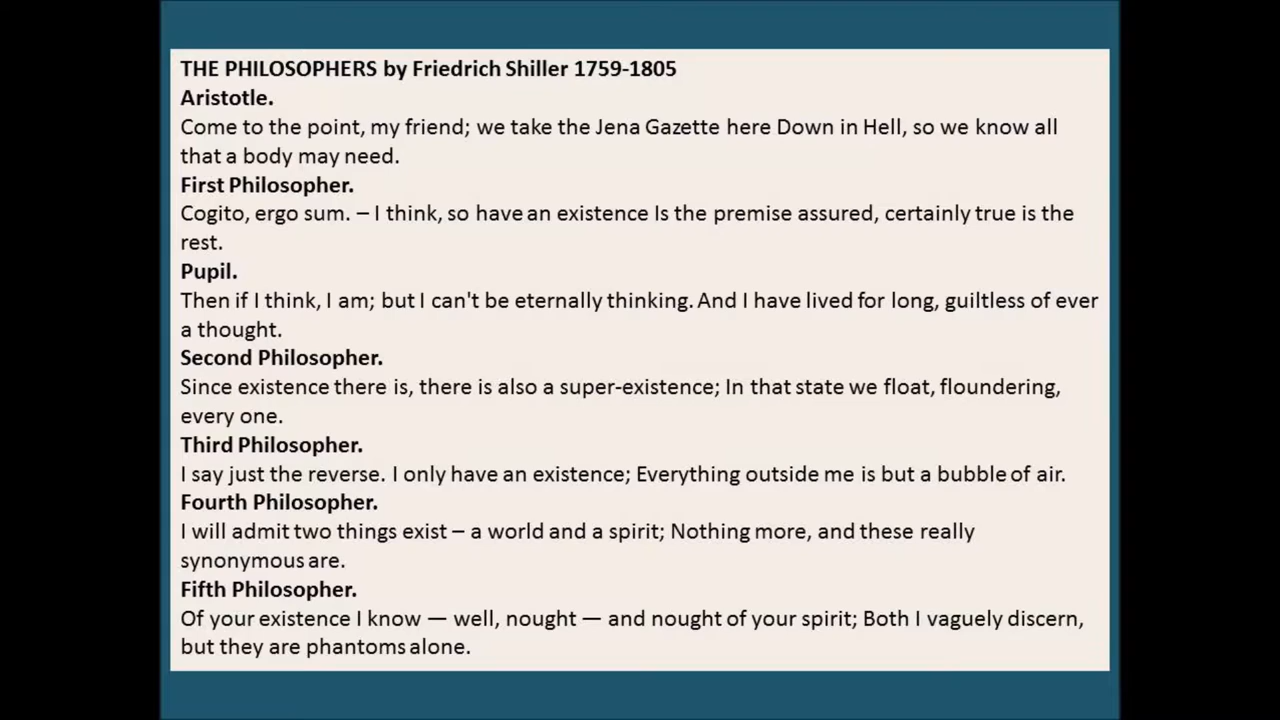 THE PHILOSOPHERS by Friedrich Shiller 1759-1805
Aristotle.
Come to the point, my friend; we take the Jena Gazette here Down in Hell, so we know all
that a body may need.
First Philosopher.
Cogito, ergo sum. – I think, so have an existence Is the premise assured, certainly true is the
rest.
Pupil.
Then if I think, I am; but I can't be eternally thinking. And I have lived for long, guiltless of ever
a thought.
Second Philosopher.
Since existence there is, there is also a super-existence; In that state we float, floundering,
every one.
Third Philosopher.
I say just the reverse. I only have an existence; Everything outside me is but a bubble of air.
Fourth Philosopher.
I will admit two things exist – a world and a spirit; Nothing more, and these really
synonymous are.
Fifth Philosopher.
Of your existence I know — well, nought — and nought of your spirit; Both I vaguely discern,
but they are phantoms alone.